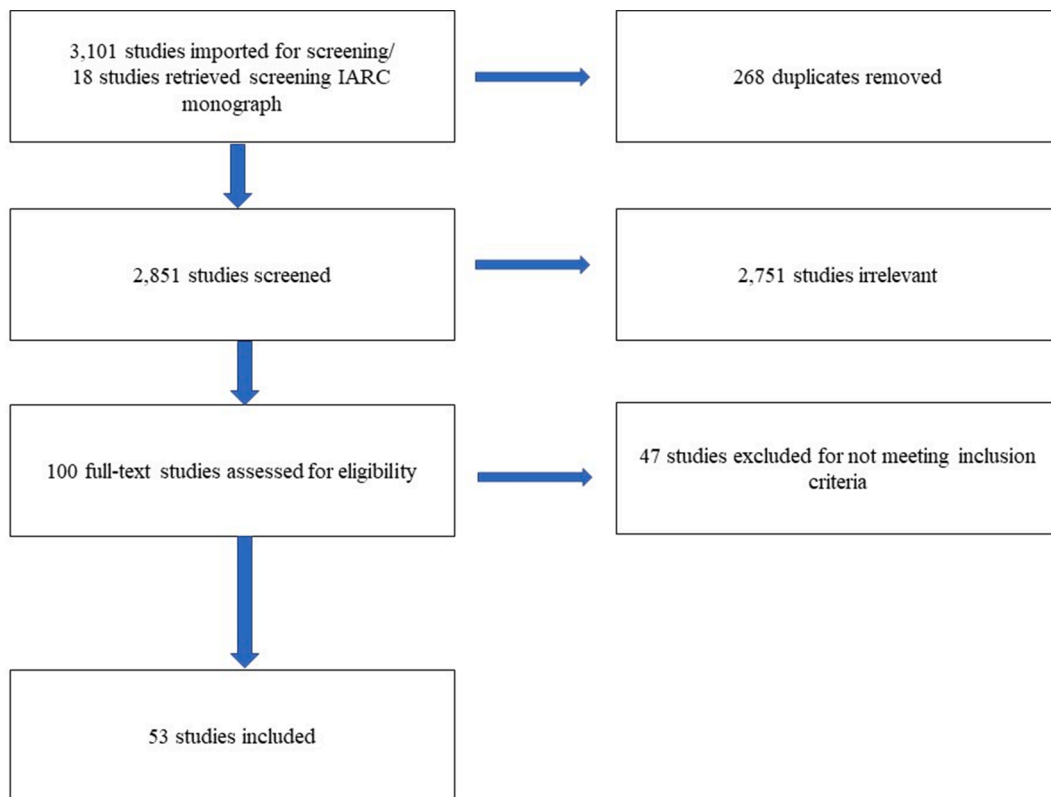 3,101 studies imported for screening/
18 studies retrieved screening IARC
monograph
268 duplicates removed
2,851 studies screened
2,751 studies irrelevant
100 full-text studies assessed for eligibility
47 studies excluded for not meeting inclusion
criteria
53 studies included